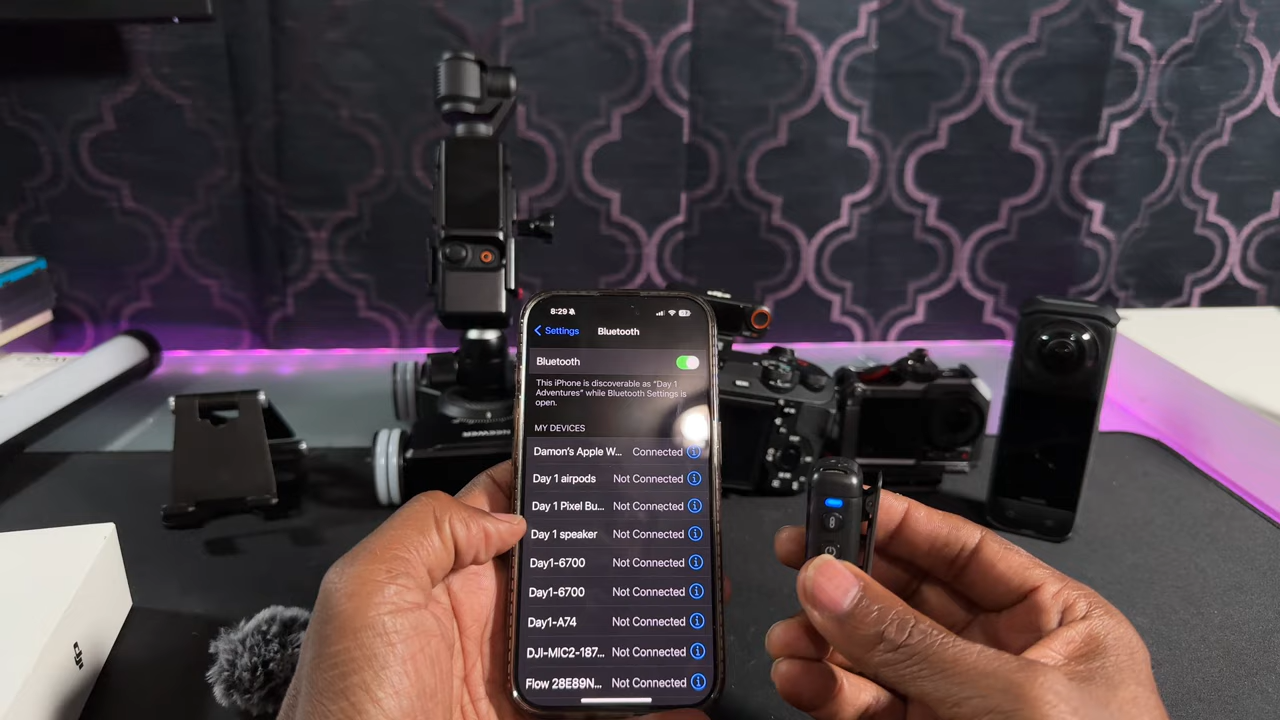 8:29
Settings
Bluetooth
Bluetooth
This iPhone is discoverable as “Day 1
Adventures” while Bluetooth Settings is
open.
MY DEVICES
Damon’s Apple W... Connected
Day 1 airpods Not Connected
Day 1 Pixel Bu... Not Connected
Day 1 speaker Not Connected
Day1-6700 Not Connected
Day1-6700 Not Connected
Day1-A74 Not Connected
DJI-MIC2-187... Not Connected
Flow 28E89N... Not Connected
NEEWER
dji